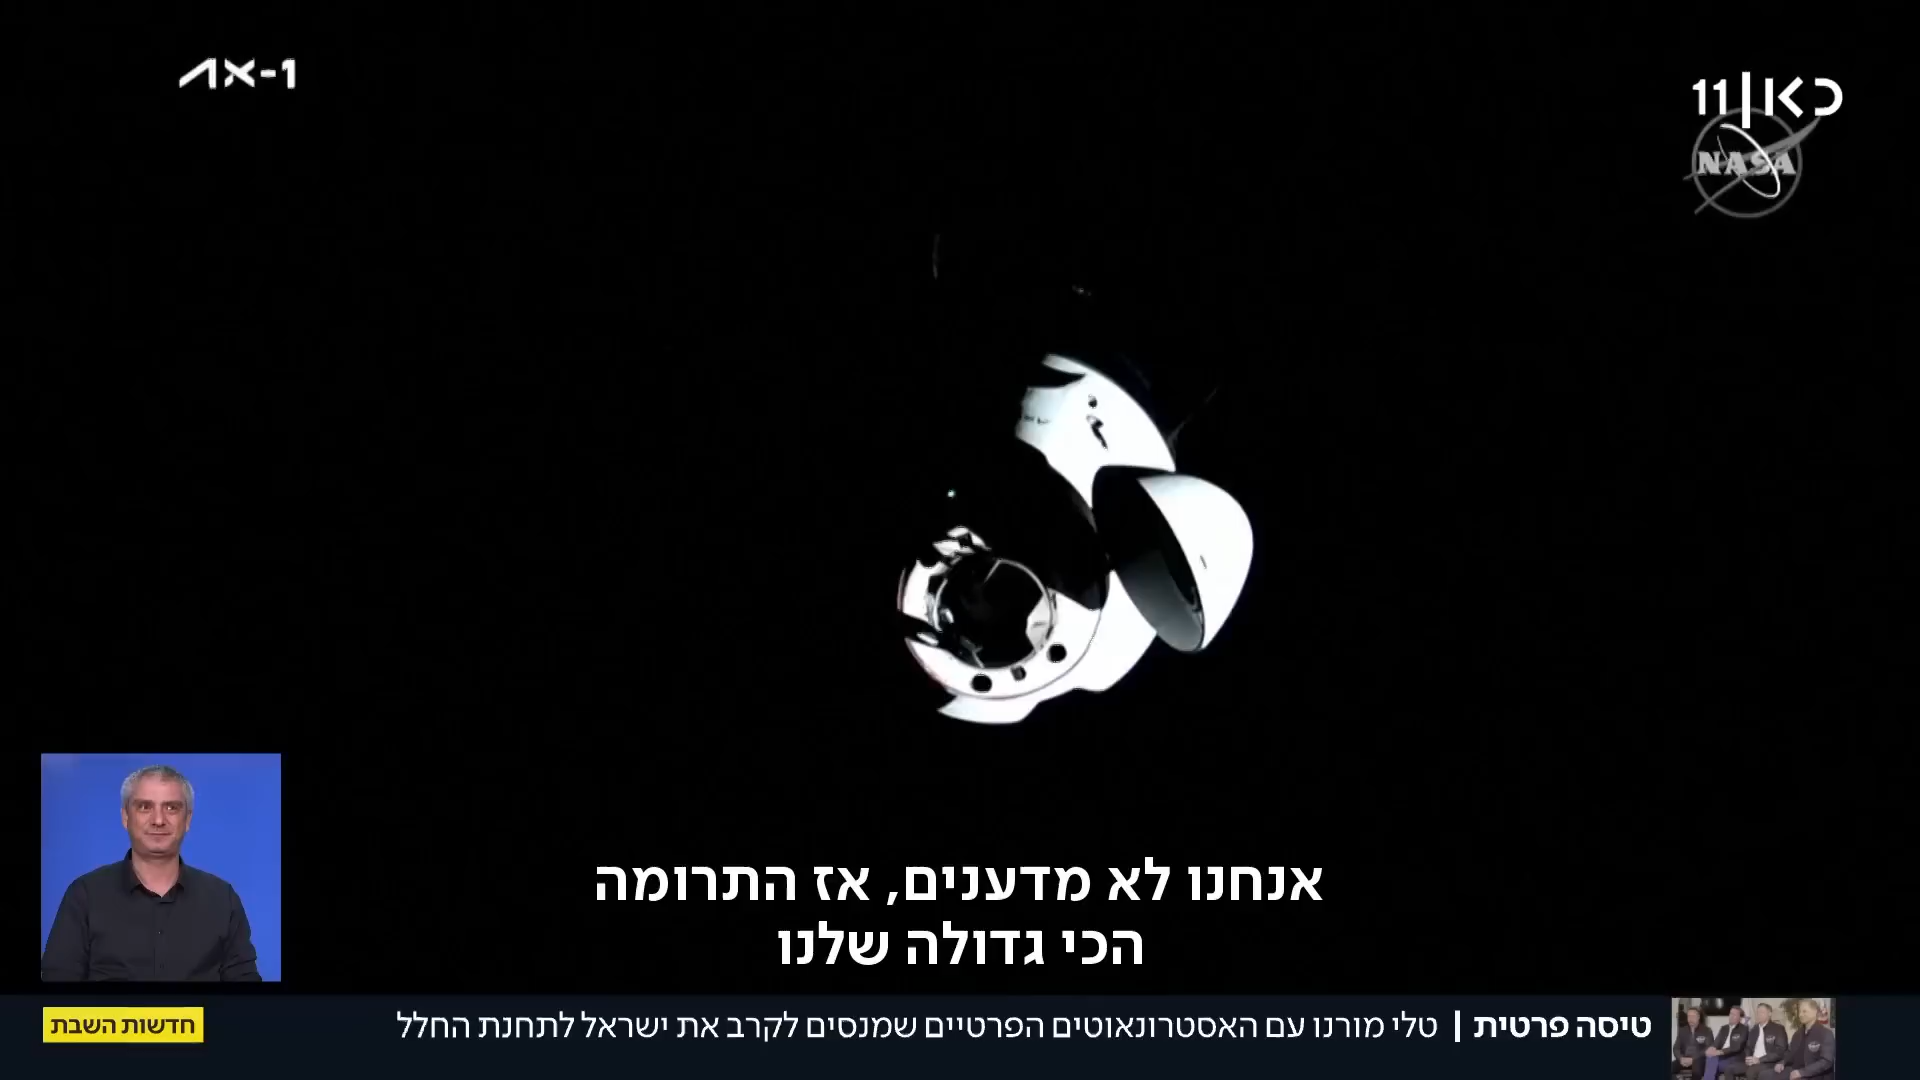 AX-1
כאן 11
NASA
אנחנו לא מדענים, אז התרומה
הכי גדולה שלנו
טיסה פרטית | טלי מורנו עם האסטרונאוטים הפרטיים שמנסים לקרב את ישראל לתחנת החלל
חדשות השבת